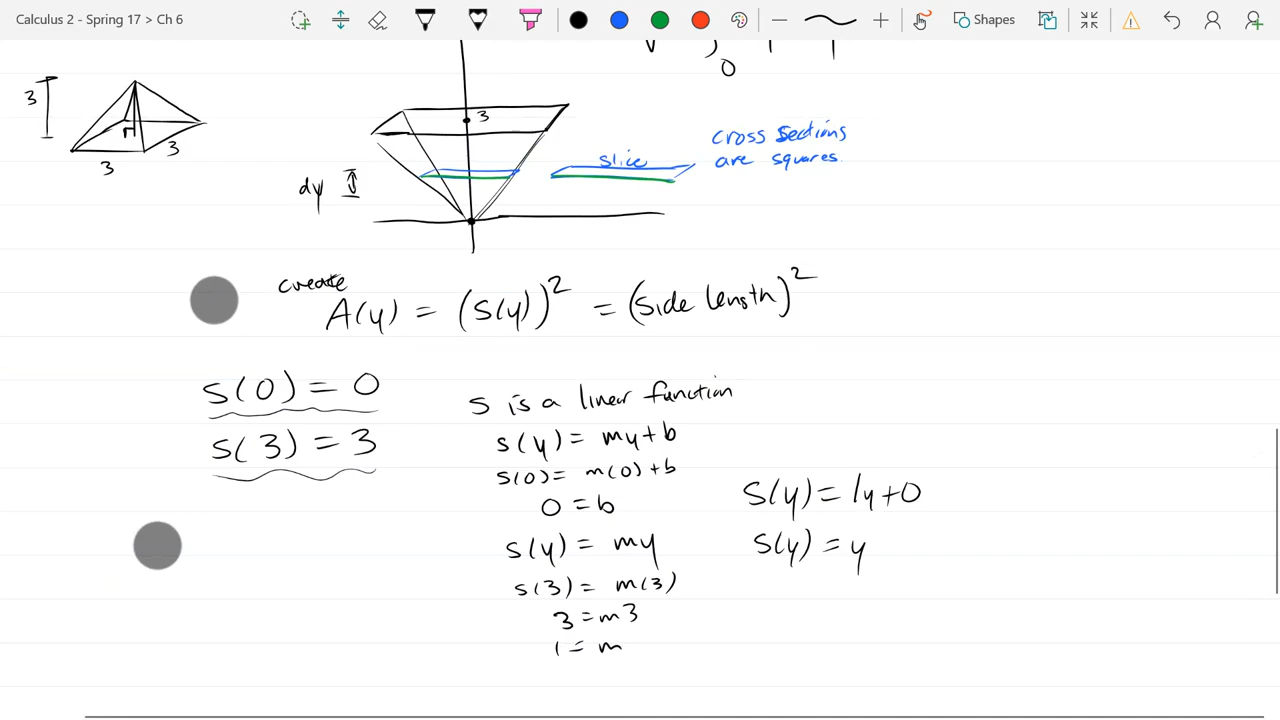 Calculus 2 - Spring 17 > Ch 6
Shapes
0
3
3
3
3
slice
cross sections
are squares.
dy
create
A(y) = (s(y))² = (side length)²
s(0) = 0
s(3) = 3
s is a linear function
s(y) = my + b
s(0) = m(0) + b
0 = b
s(y) = my
s(3) = m(3)
3 = m3
1 = m
s(y) = 1y + 0
s(y) = y